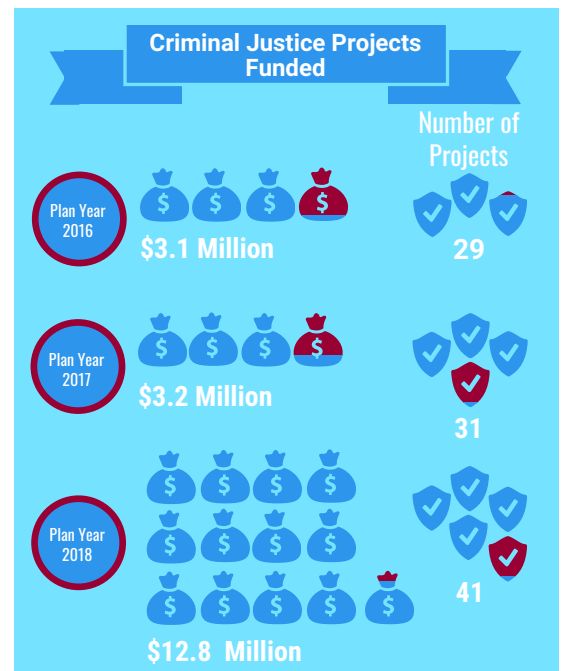 Criminal Justice Projects
Funded
Number of
Projects
Plan Year
2016
$ $ $ $
$3.1 Million
29
Plan Year
2017
$ $ $ $
$3.2 Million
31
Plan Year
2018
$ $ $ $
$ $ $ $
$ $ $ $ $
$12.8 Million
41